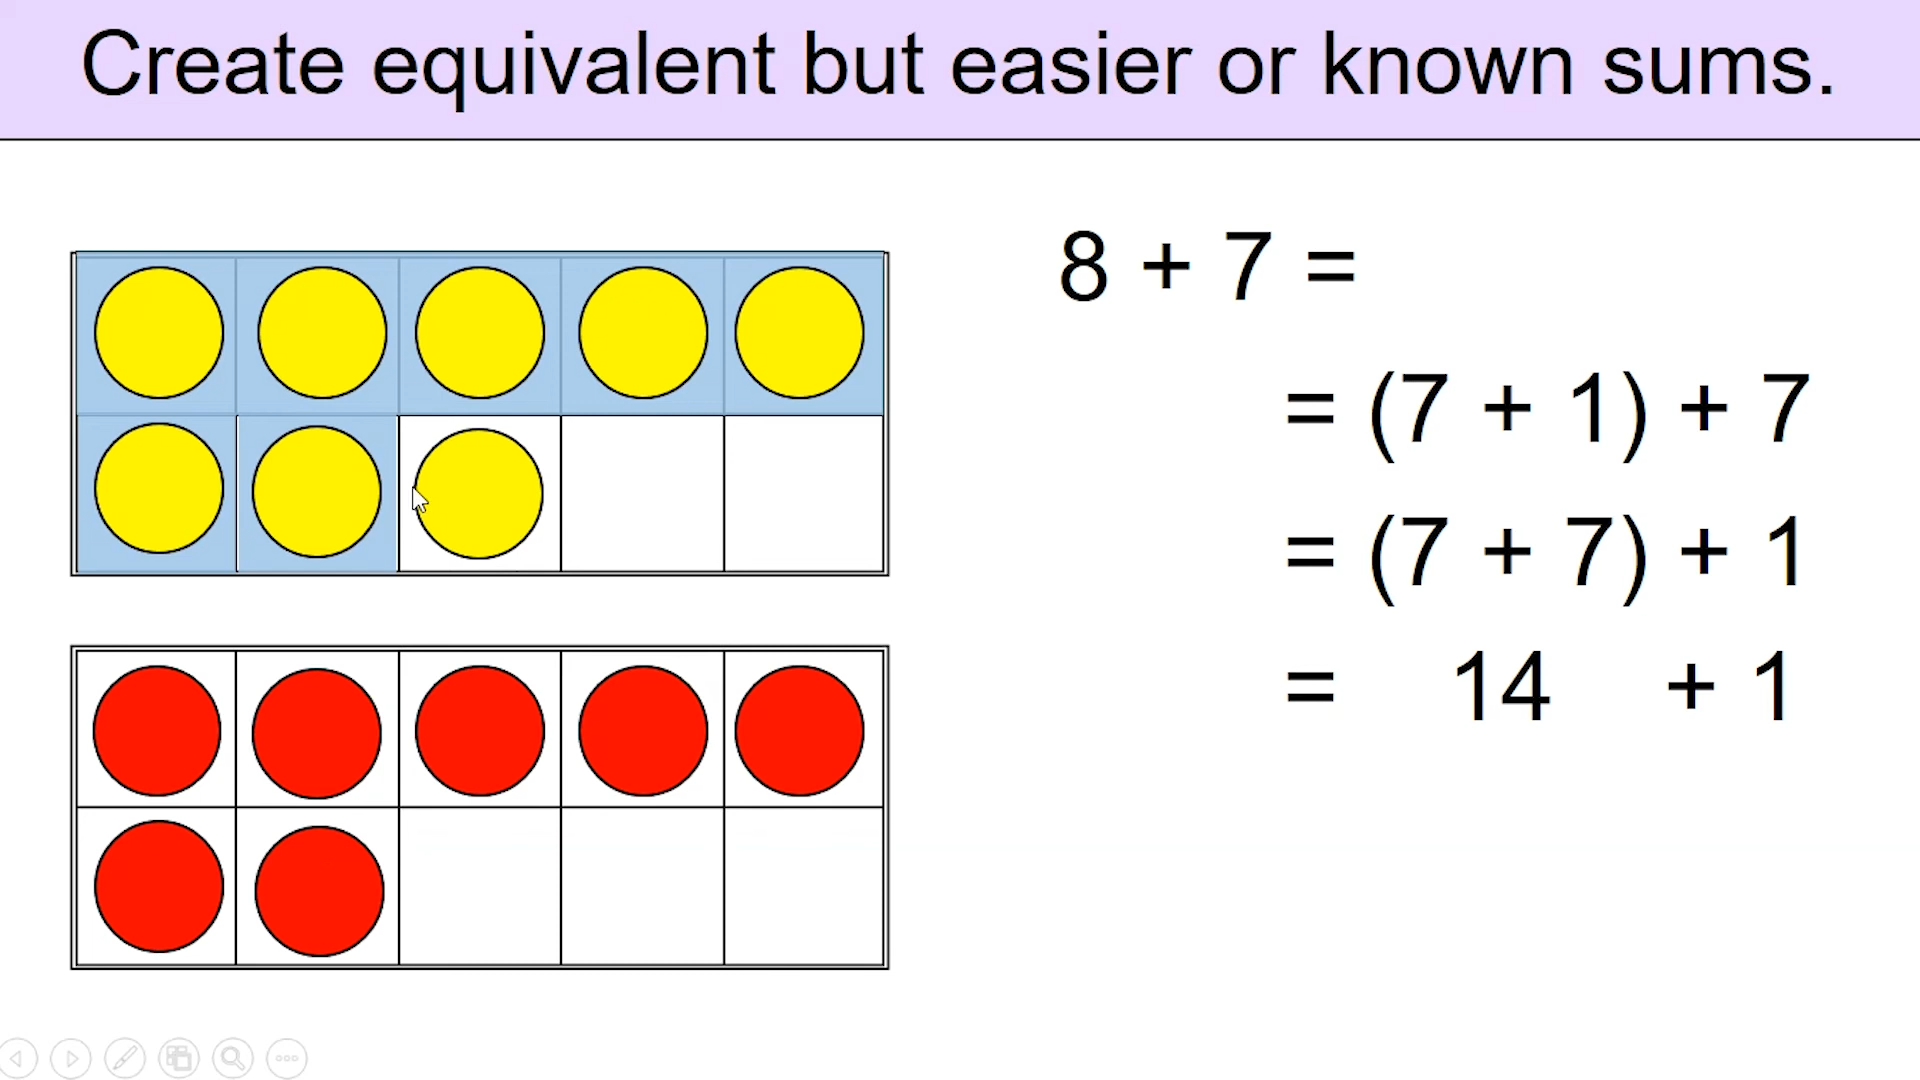 Create equivalent but easier or known sums.
8 + 7 =
= (7 + 1) + 7
= (7 + 7) + 1
= 14 + 1